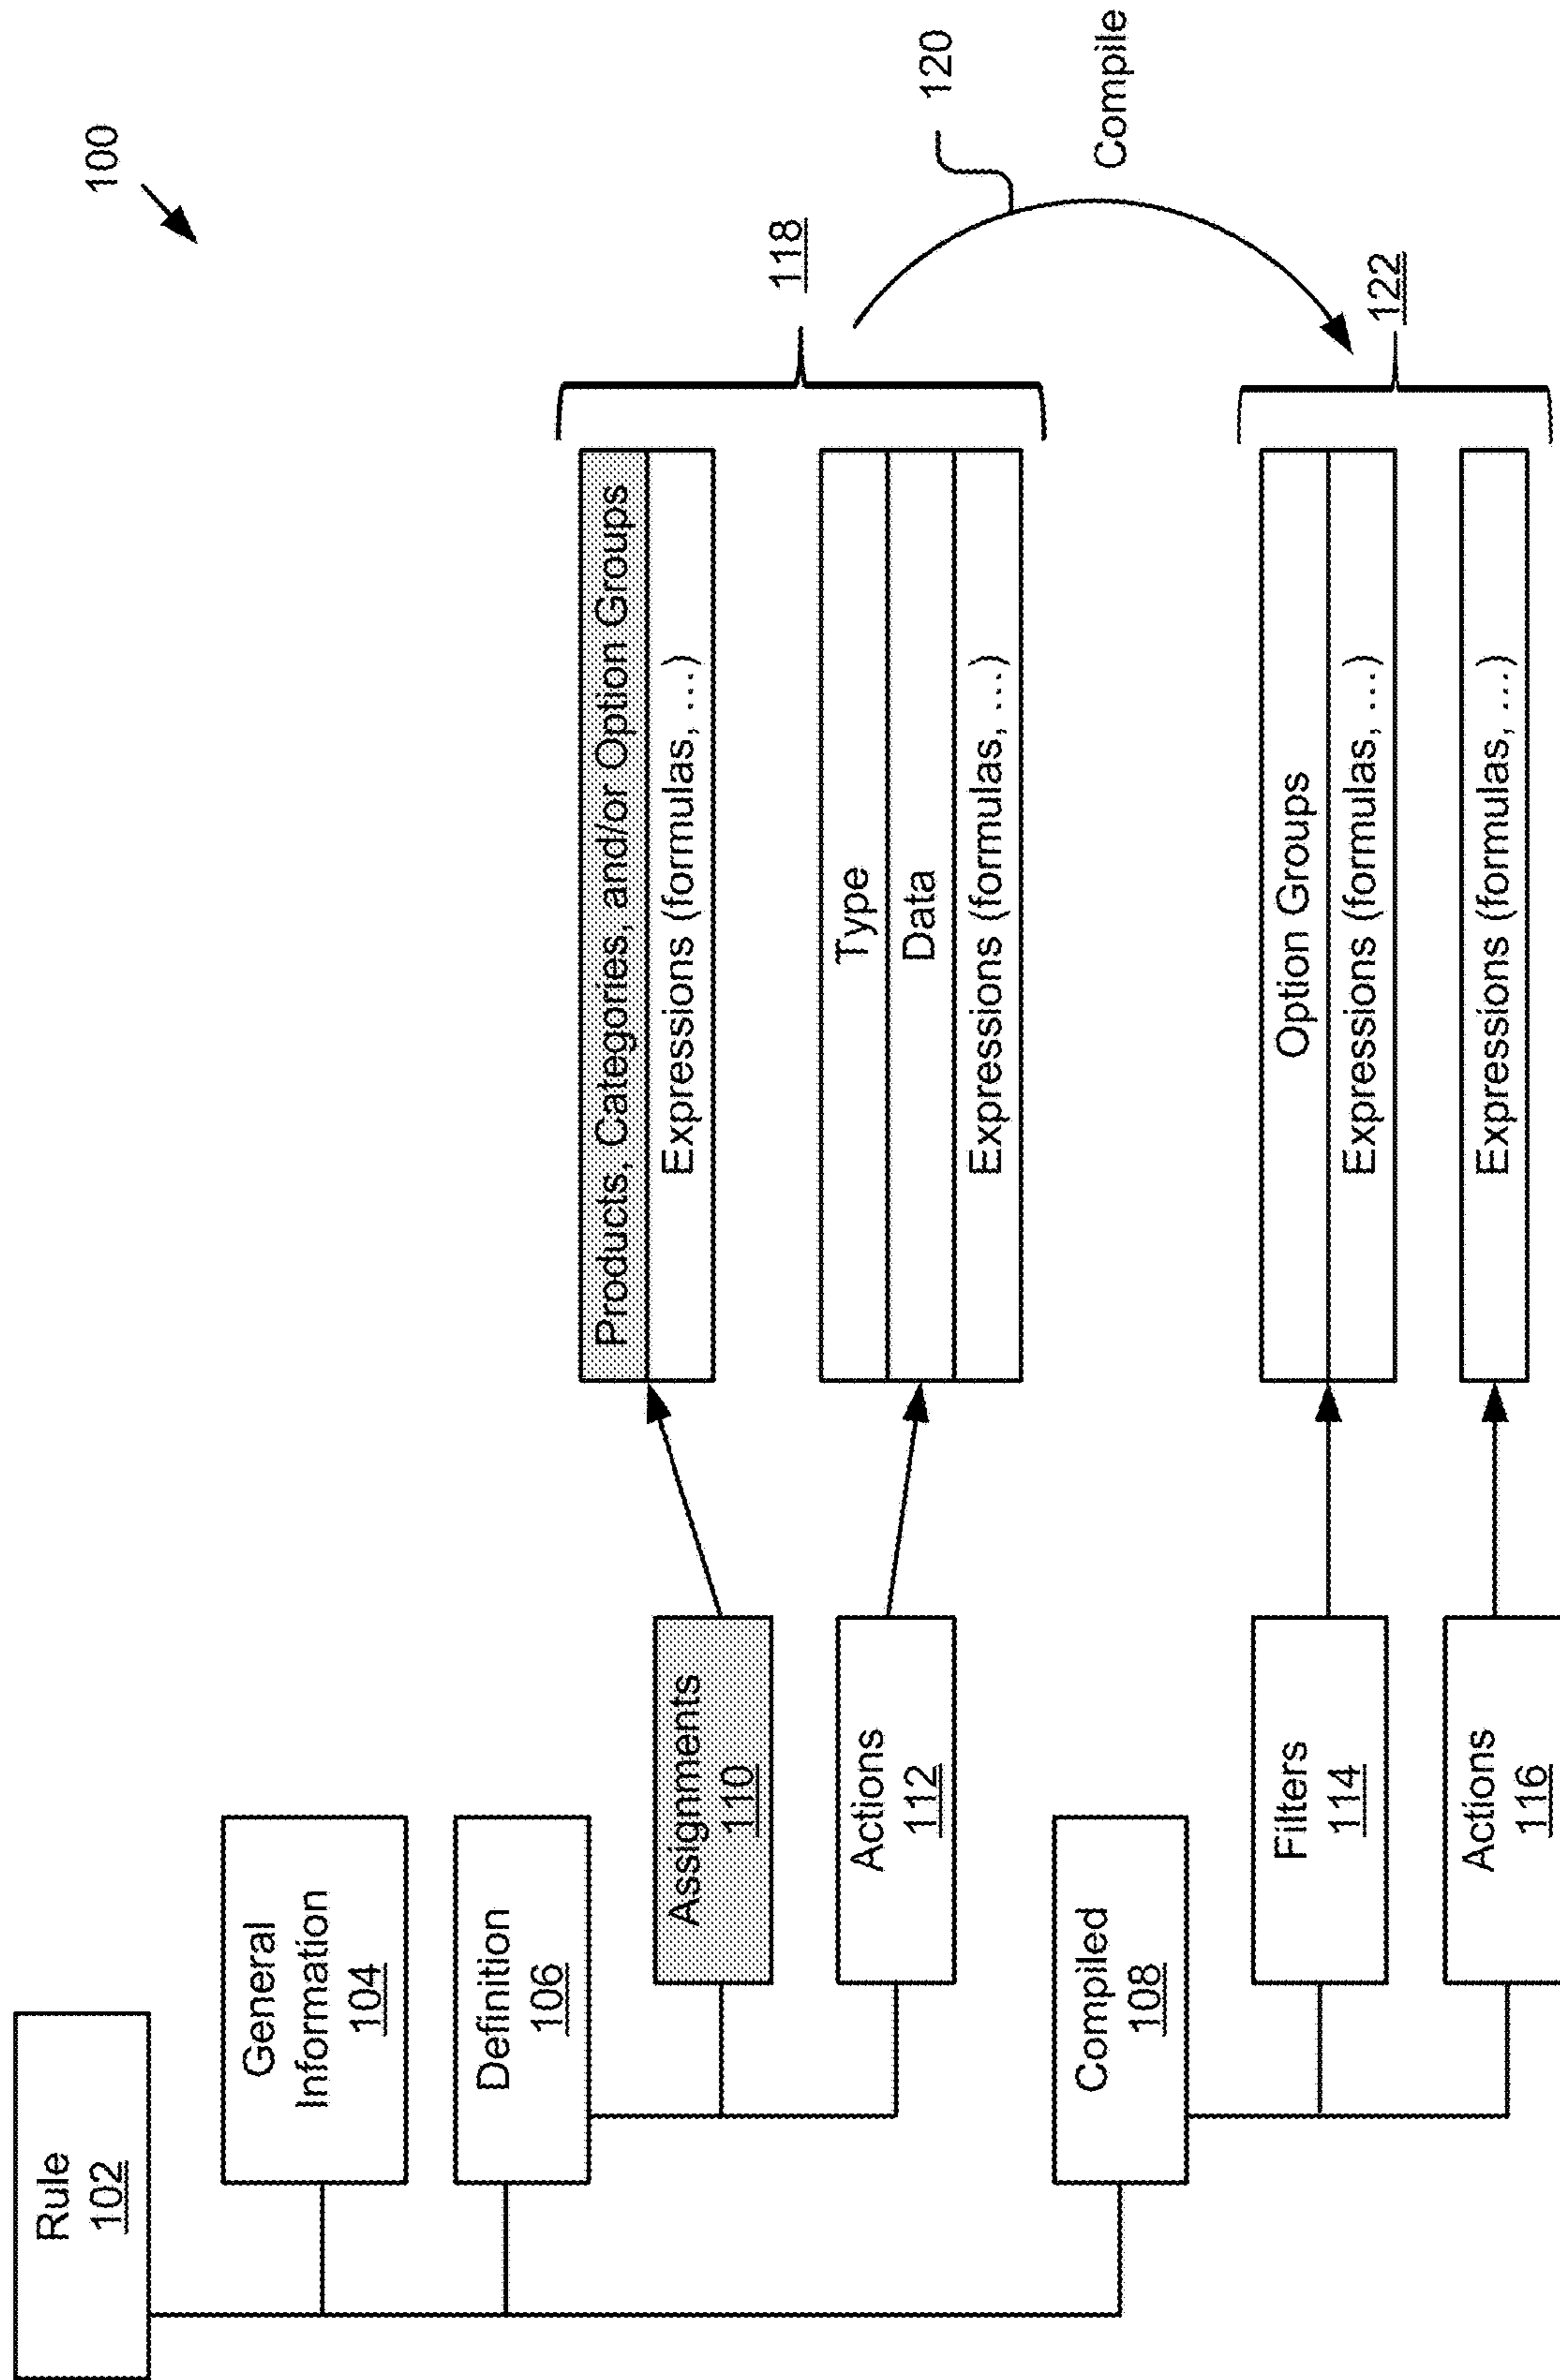 100
Rule
102
General
Information
104
Definition
106
Assignments
110
Products, Categories, and/or Option Groups
Expressions (formulas, ...)
118
Actions
112
Type
Data
Expressions (formulas, ...)
120
Compile
Compiled
108
Filters
114
Option Groups
Expressions (formulas, ...)
122
Actions
116
Expressions (formulas, ...)